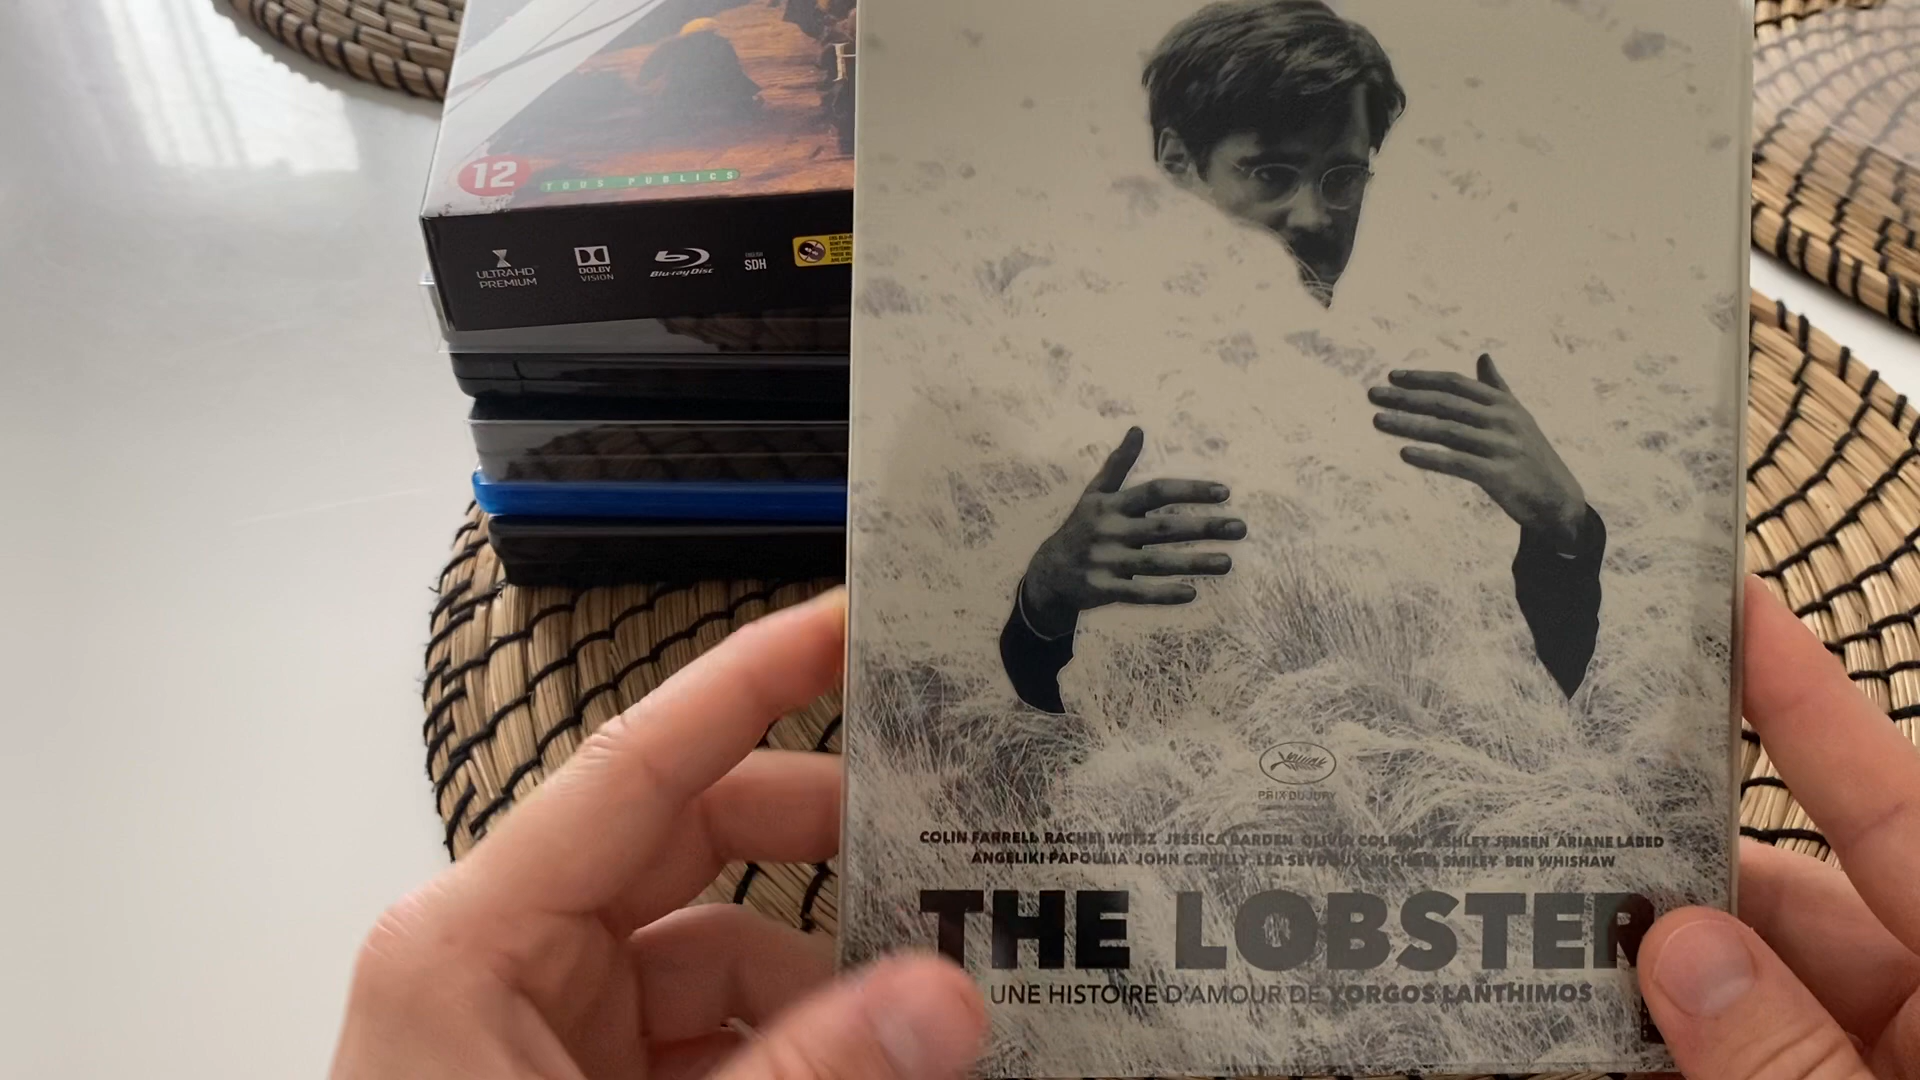 12
TOUS PUBLICS
ULTRA HD
PREMIUM
DOLBY
VISION
Blu-ray Disc
ENGLISH
SDH
PRIX DU JURY
COLIN FARRELL RACHEL WEISZ JESSICA BARDEN OLIVIA COLMAN ASHLEY JENSEN ARIANE LABED
ANGELIKI PAPOULIA JOHN C.REILLY LÉA SEYDOUX MICHAEL SMILEY BEN WHISHAW
THE LOBSTER
UNE HISTOIRE D'AMOUR DE YORGOS LANTHIMOS